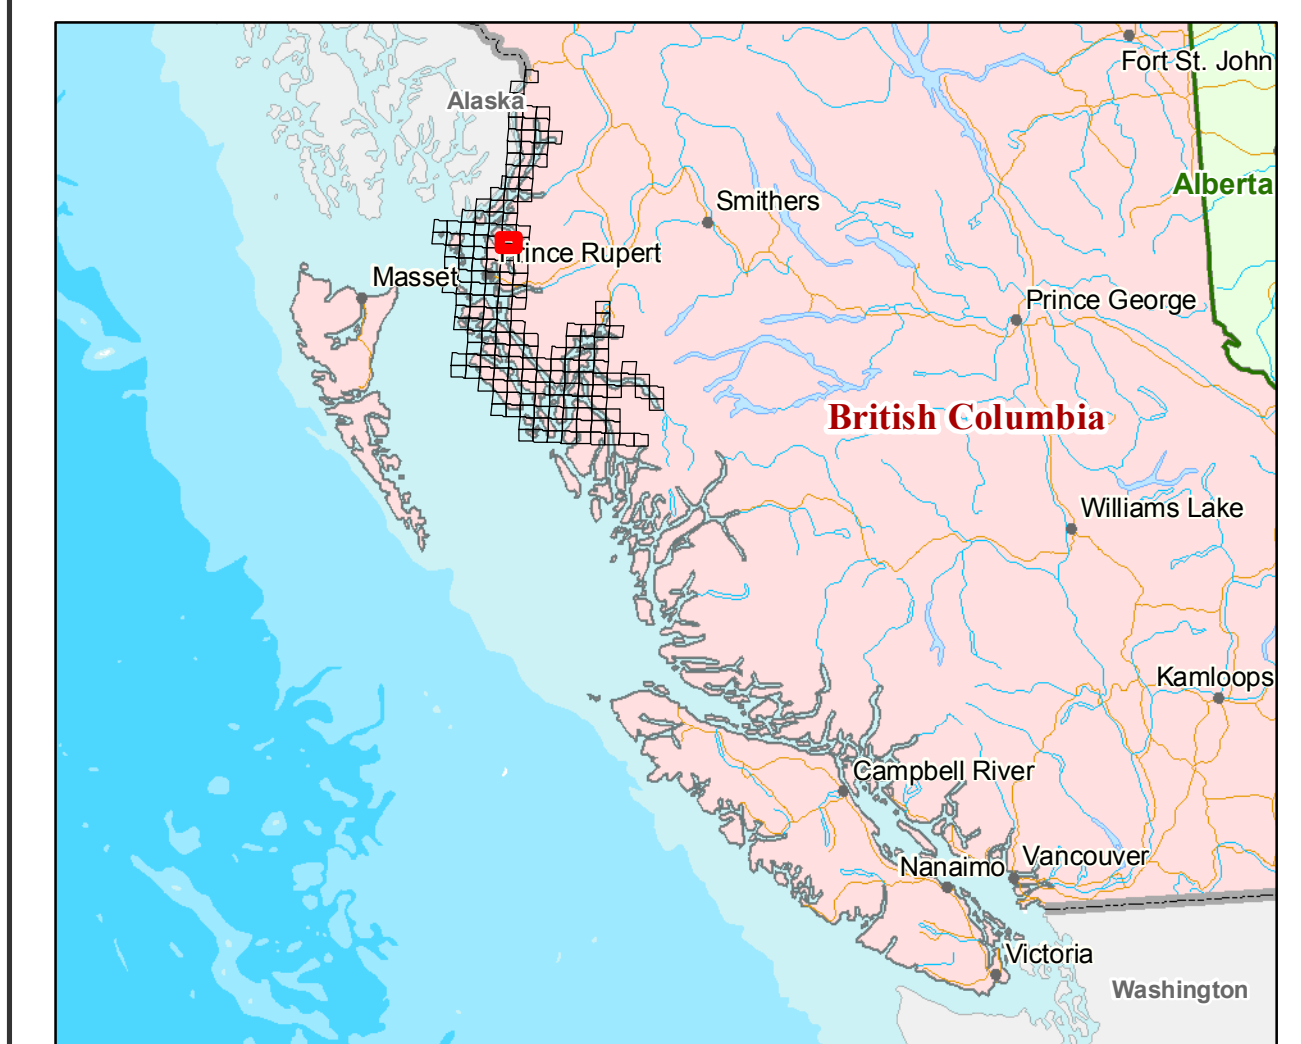 Fort St. John
Alaska
Alberta
Smithers
Prince Rupert
Masset
Prince George
British Columbia
Williams Lake
Kamloops
Campbell River
Vancouver
Nanaimo
Victoria
Washington